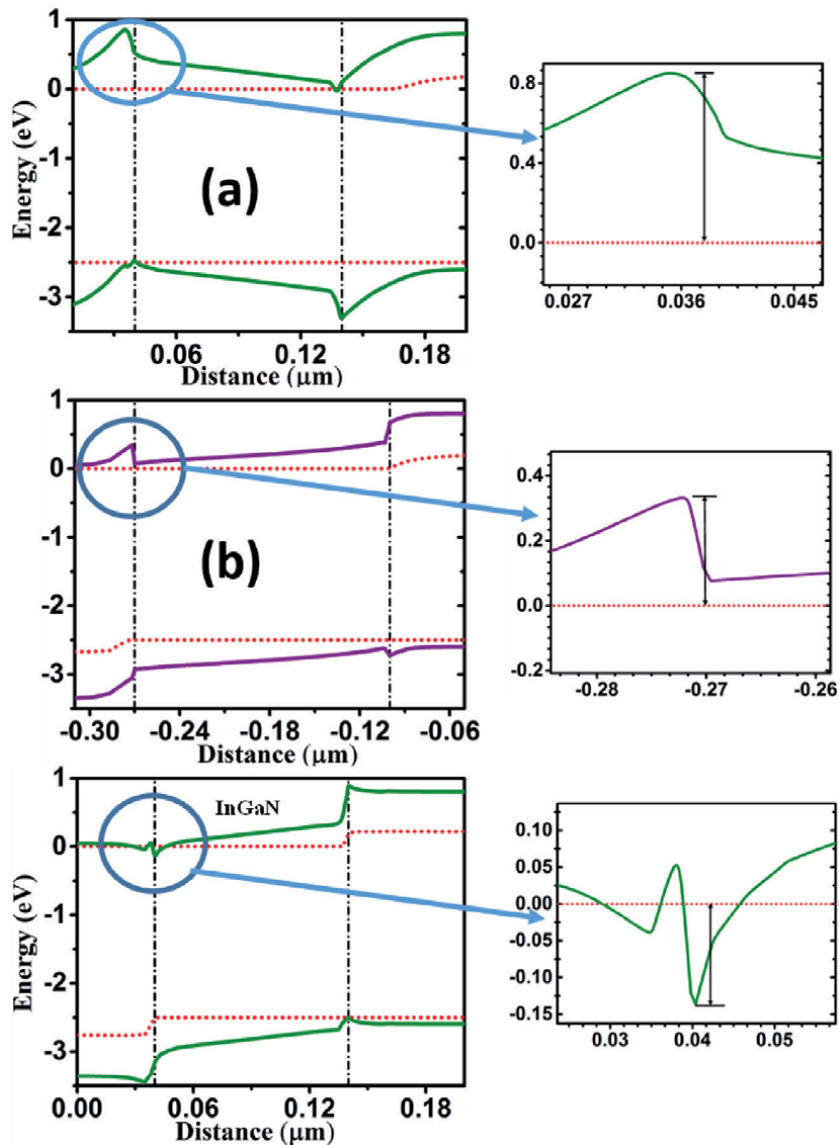 1
0
-1
-2
-3
Energy (eV)
(a)
0.06 0.12 0.18
Distance (μm)
0.8
0.4
0.0
0.027 0.036 0.045
1
0
-1
-2
-3
Energy (eV)
(b)
-0.30 -0.24 -0.18 -0.12 -0.06
Distance (μm)
0.4
0.2
0.0
-0.2
-0.28 -0.27 -0.26
1
0
-1
-2
-3
Energy (eV)
InGaN
0.00 0.06 0.12 0.18
Distance (μm)
0.10
0.05
0.00
-0.05
-0.10
-0.15
0.03 0.04 0.05